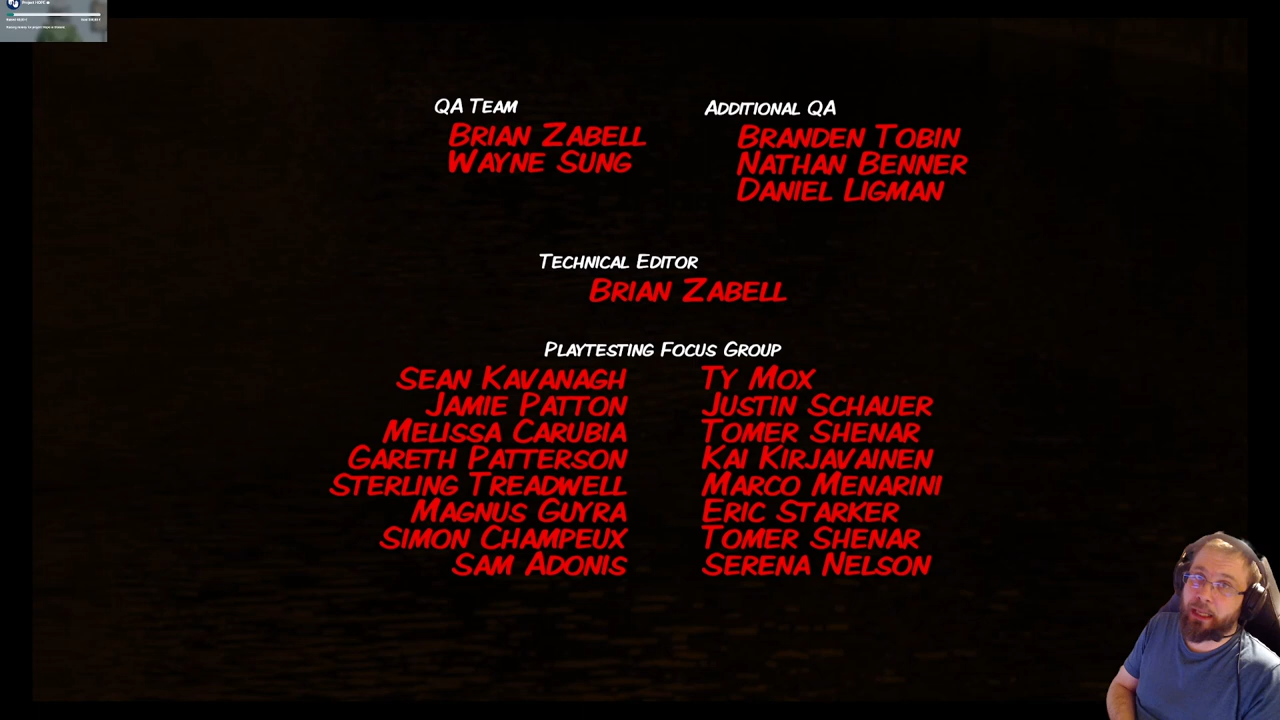 Project HOPE
QA Team
Brian Zabell
Wayne Sung
Additional QA
Branden Tobin
Nathan Benner
Daniel Ligman
Technical Editor
Brian Zabell
Playtesting Focus Group
Sean Kavanagh
Jamie Patton
Melissa Carubia
Gareth Patterson
Sterling Treadwell
Magnus Guyra
Simon Champeux
Sam Adonis
Ty Mox
Justin Schauer
Tomer Shenar
Kai Kirjavainen
Marco Menarini
Eric Starker
Tomer Shenar
Serena Nelson